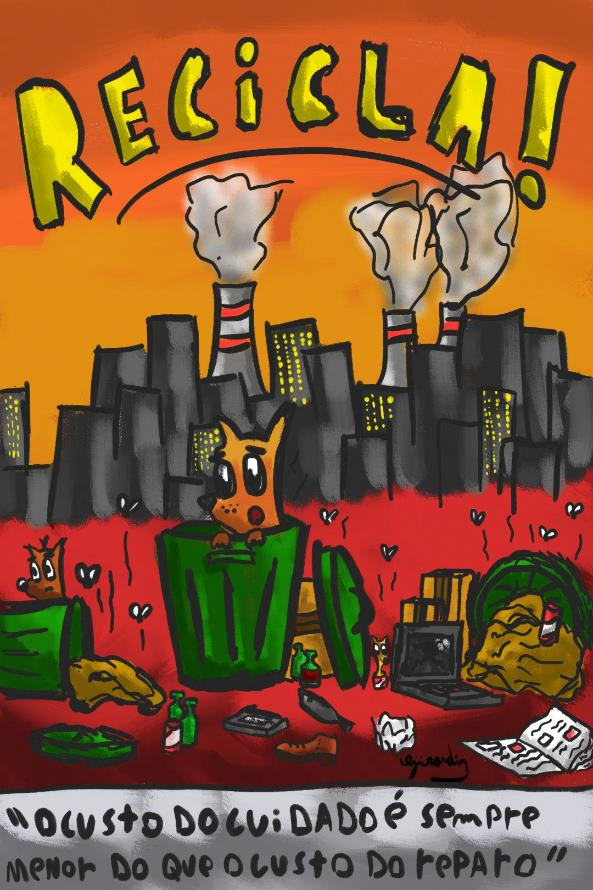 RECICLA!
"O CUSTO DO CUIDADO É SEMPRE
MENOR DO QUE O CUSTO DO REPARO"